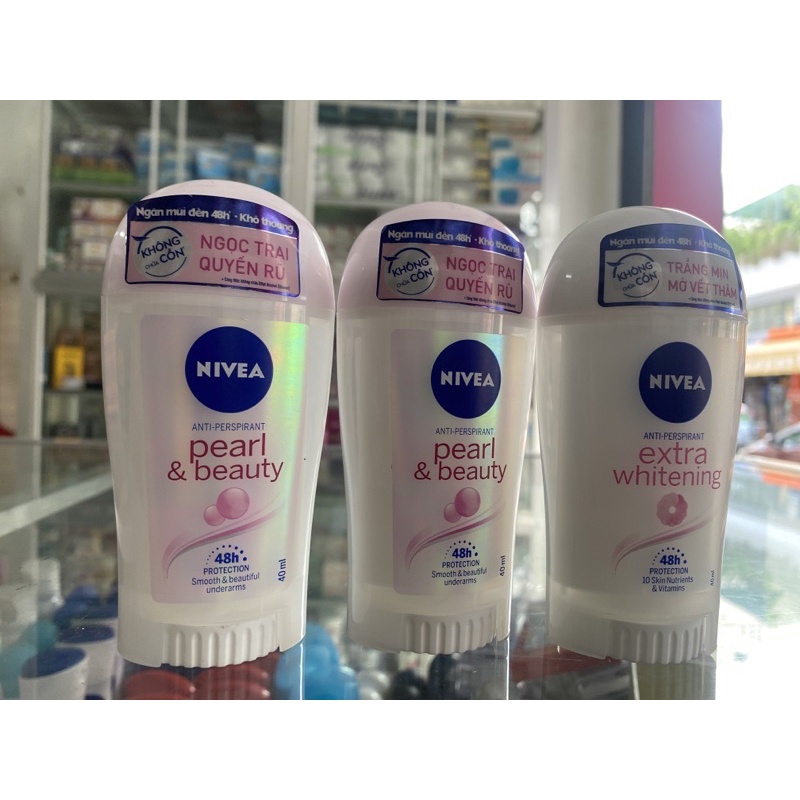 Ngăn mùi đến 48h · Khô thoáng
KHÔNG
CHỨA CỒN
NGỌC TRAI
QUYẾN RŨ
NIVEA
ANTI-PERSPIRANT
pearl
& beauty
48h
PROTECTION
Smooth & beautiful
underarms
40 ml
Ngăn mùi đến 48h · Khô thoáng
KHÔNG
CHỨA CỒN
NGỌC TRAI
QUYẾN RŨ
NIVEA
ANTI-PERSPIRANT
pearl
& beauty
48h
PROTECTION
Smooth & beautiful
underarms
40 ml
Ngăn mùi đến 48h · Khô thoáng
KHÔNG
CHỨA CỒN
TRẮNG MỊN
MỜ VẾT THÂM
NIVEA
ANTI-PERSPIRANT
extra
whitening
48h
PROTECTION
10 Skin Nutrients
& Vitamins
40 ml